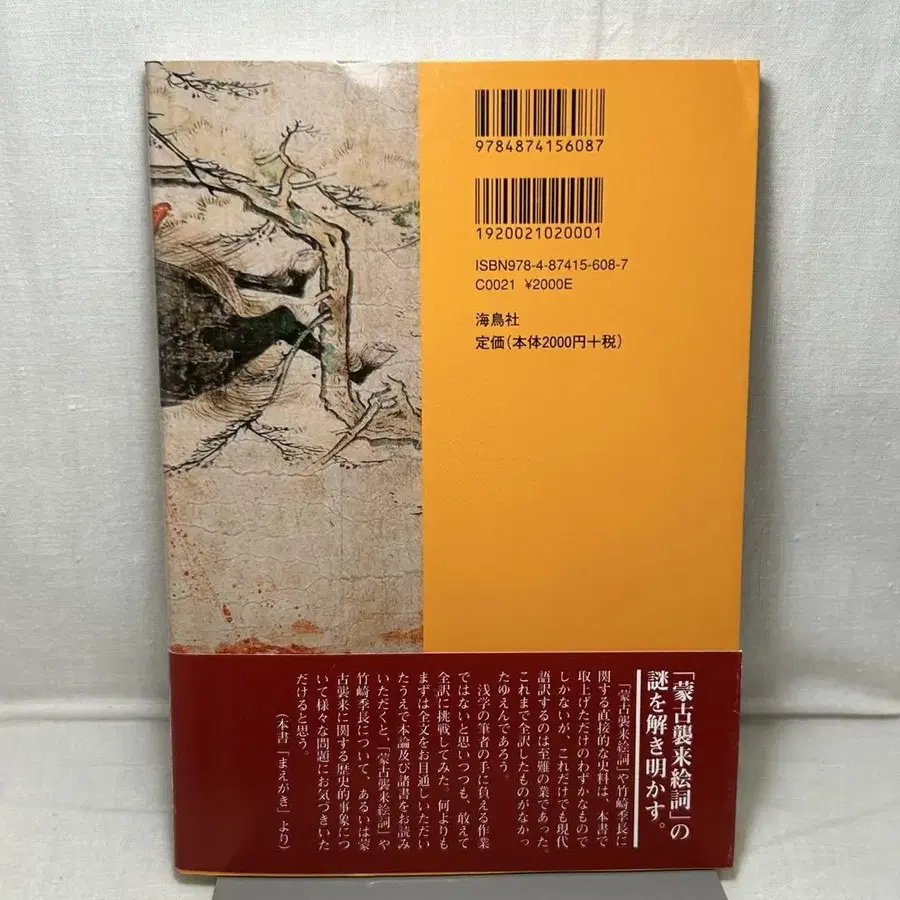 9784874156087
1920021020001
ISBN978-4-87415-608-7
C0021 ¥2000E
海鳥社
定価(本体2000円＋税)
「蒙古襲来絵詞」の
謎を解き明かす。
「蒙古襲来絵詞」や竹崎季長に
関する直接的な史料は、本書で
取上げただけのわずかなもので
しかないが、これだけでも現代
語訳するのは至難の業であった。
これまで全訳したものがなかっ
たゆえんであろう。
浅学の筆者の手に負える作業
ではないと思いつつも、敢えて
全訳に挑戦してみた。何よりも
まずは全文をお目通しいただい
たうえで本論及び諸書をお読み
いただくと、「蒙古襲来絵詞」や
竹崎季長について、あるいは蒙
古襲来に関する歴史的事象につ
いて様々な問題にお気づきいた
だけると思う。
（本書「まえがき」より）